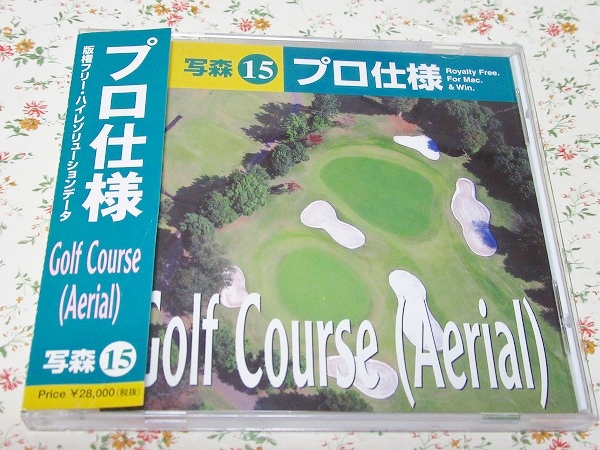 プロ仕様
版権フリー・ハイレゾリューションデータ
Golf Course
(Aerial)
写森 15
Price ¥28,000(税抜)
写森 15 プロ仕様
Royalty Free.
For Mac.
& Win.
Golf Course (Aerial)